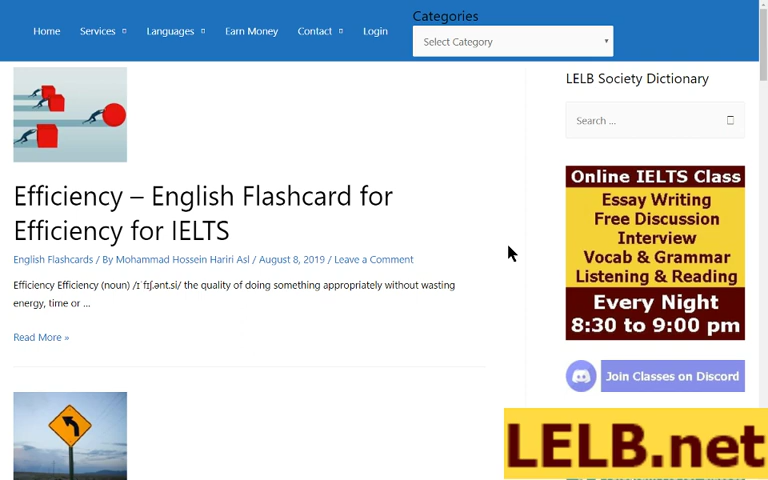 Home Services Languages Earn Money Contact Login
Categories
Select Category
LELB Society Dictionary
Search ...
Efficiency – English Flashcard for
Efficiency for IELTS
English Flashcards / By Mohammad Hossein Hariri Asl / August 8, 2019 / Leave a Comment
Efficiency Efficiency (noun) /ɪˈfɪʃ.ənt.si/ the quality of doing something appropriately without wasting
energy, time or ...
Read More »
Online IELTS Class
Essay Writing
Free Discussion
Interview
Vocab & Grammar
Listening & Reading
Every Night
8:30 to 9:00 pm
Join Classes on Discord
LELB.net